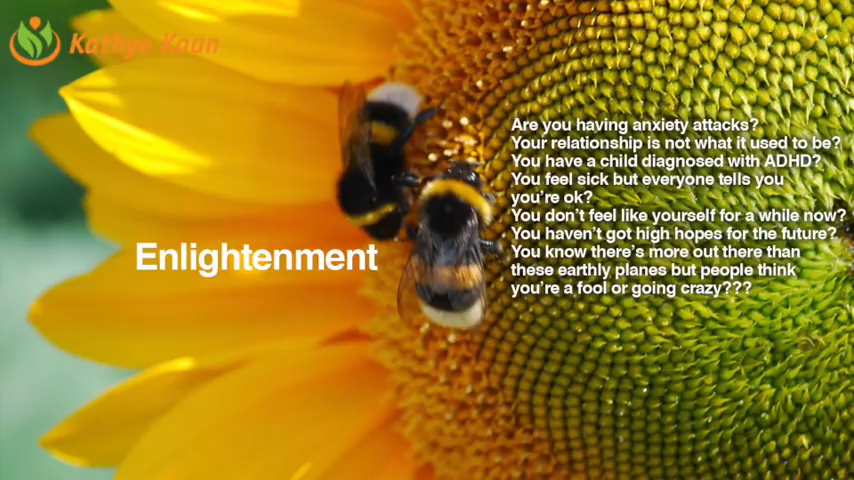 Kathye Kaan
Enlightenment
Are you having anxiety attacks?
Your relationship is not what it used to be?
You have a child diagnosed with ADHD?
You feel sick but everyone tells you
you're ok?
You don't feel like yourself for a while now?
You haven't got high hopes for the future?
You know there's more out there than
these earthly planes but people think
you're a fool or going crazy???